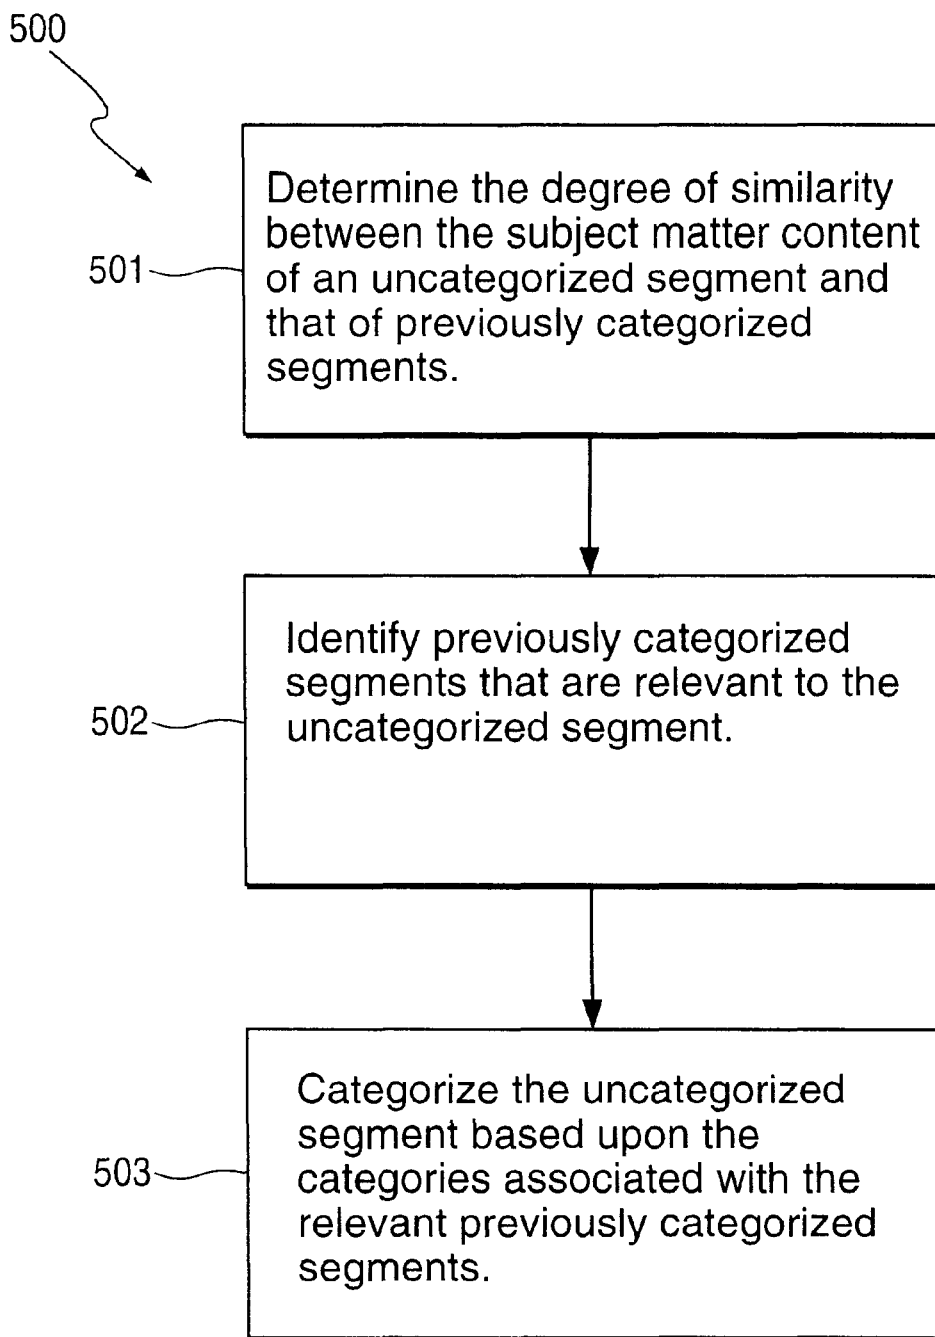 500
Determine the degree of similarity
between the subject matter content
501
of an uncategorized segment and
that of previously categorized
segments.
Identify previously categorized
segments that are relevant to the
502
uncategorized segment.
Categorize the uncategorized
segment based upon the
503
categories associated with the
relevant previously categorized
segments.